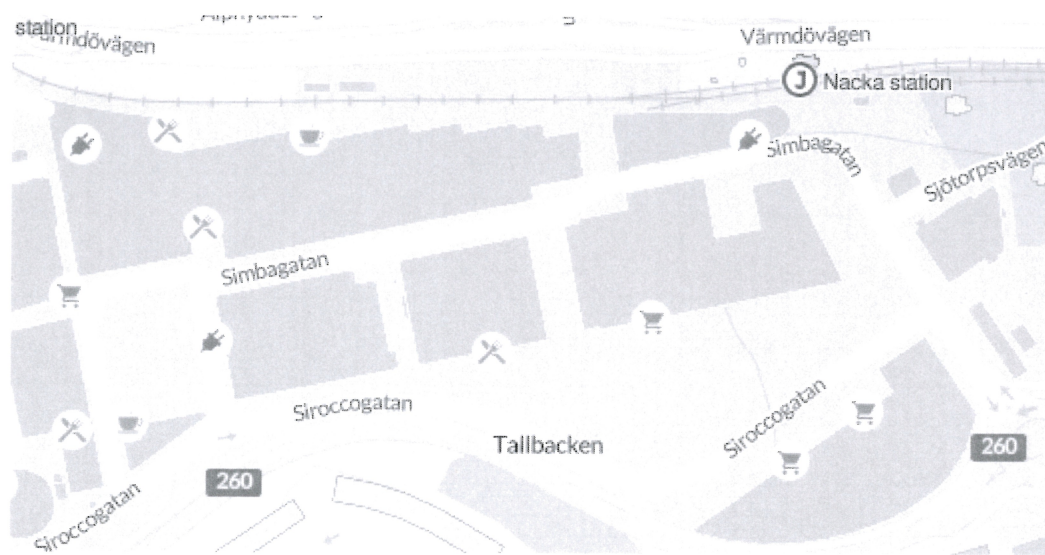 station
Värmdövägen
Värmdövägen
J
Nacka station
Simbagatan
Sjötorpsvägen
Simbagatan
Siroccogatan
Siroccogatan
Tallbacken
260
260
Siroccogatan